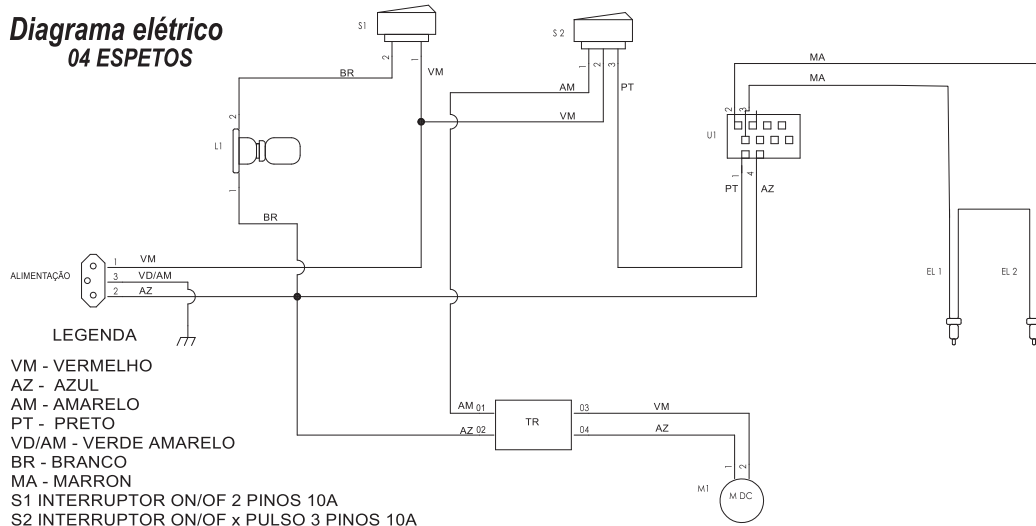 Diagrama elétrico
04 ESPETOS
S1
S 2
2
1
1
2
3
BR
VM
AM
PT
VM
MA
MA
2
3
U1
1
4
PT
AZ
2
L1
1
BR
ALIMENTAÇÃO
1
VM
3
VD/AM
2
AZ
EL 1
EL 2
LEGENDA
VM - VERMELHO
AZ - AZUL
AM - AMARELO
PT - PRETO
VD/AM - VERDE AMARELO
BR - BRANCO
MA - MARRON
S1 INTERRUPTOR ON/OF 2 PINOS 10A
S2 INTERRUPTOR ON/OF x PULSO 3 PINOS 10A
AM 01
AZ 02
TR
03
VM
04
AZ
1
2
M1
M DC